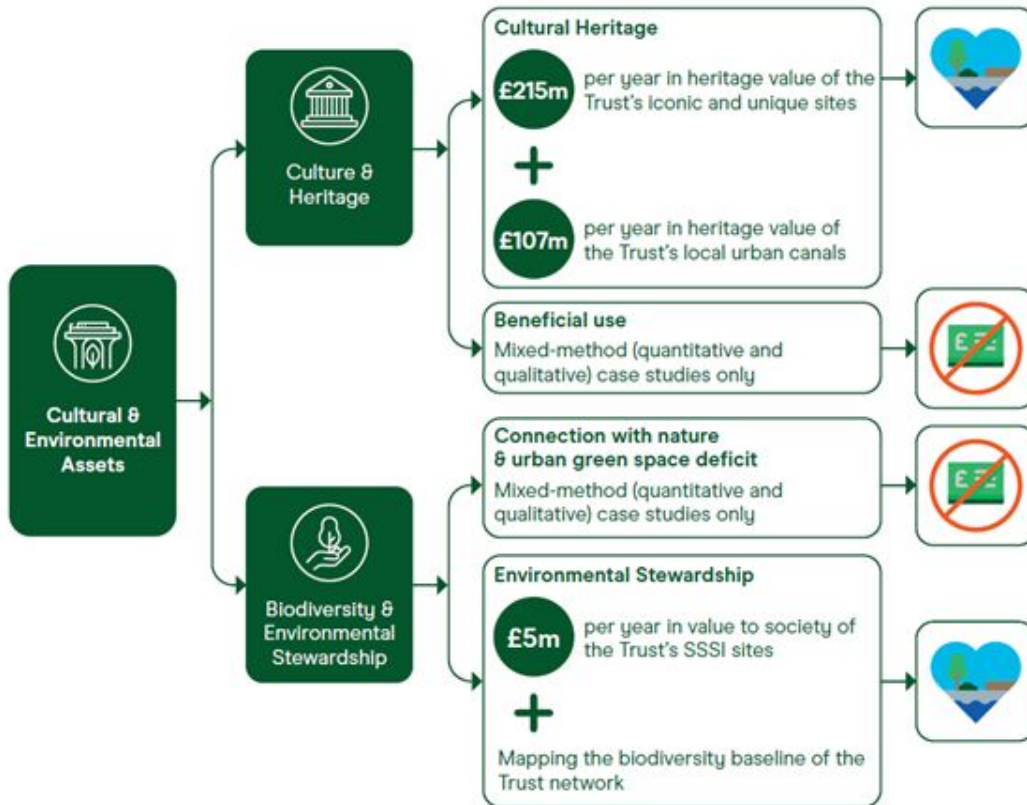 Cultural &
Environmental
Assets
Culture &
Heritage
Cultural Heritage
£215m
per year in heritage value of the
Trust's iconic and unique sites
+
£107m
per year in heritage value of
the Trust's local urban canals
Beneficial use
Mixed-method (quantitative and
qualitative) case studies only
£
Biodiversity &
Environmental
Stewardship
Connection with nature
& urban green space deficit
Mixed-method (quantitative and
qualitative) case studies only
£
Environmental Stewardship
£5m
per year in value to society of
the Trust's SSSI sites
+
Mapping the biodiversity baseline of the
Trust network